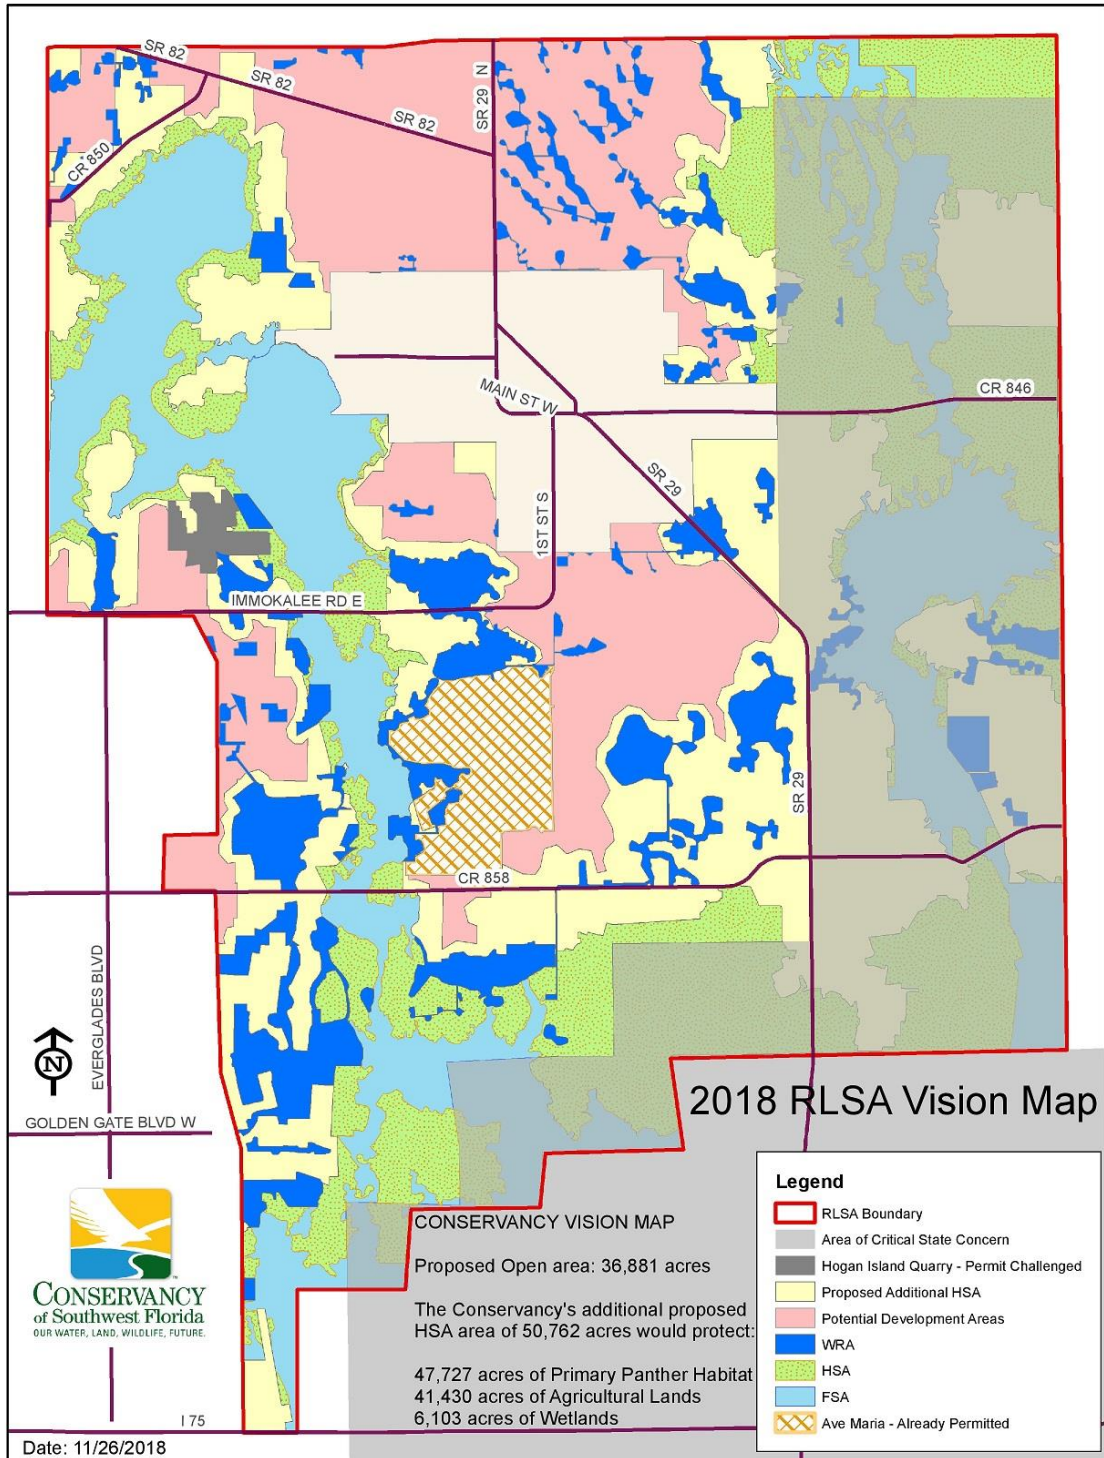 SR 82
SR 82
SR 82
SR 29 N
CR 850
MAIN ST W
CR 846
SR 29
1ST ST S
IMMOKALEE RD E
SR 29
CR 858
EVERGLADES BLVD
N
GOLDEN GATE BLVD W
2018 RLSA Vision Map
CONSERVANCY
of Southwest Florida
OUR WATER, LAND, WILDLIFE, FUTURE.
I 75
Date: 11/26/2018
CONSERVANCY VISION MAP
Proposed Open area: 36,881 acres
The Conservancy's additional proposed
HSA area of 50,762 acres would protect:
47,727 acres of Primary Panther Habitat
41,430 acres of Agricultural Lands
6,103 acres of Wetlands
Legend
RLSA Boundary
Area of Critical State Concern
Hogan Island Quarry - Permit Challenged
Proposed Additional HSA
Potential Development Areas
WRA
HSA
FSA
Ave Maria - Already Permitted